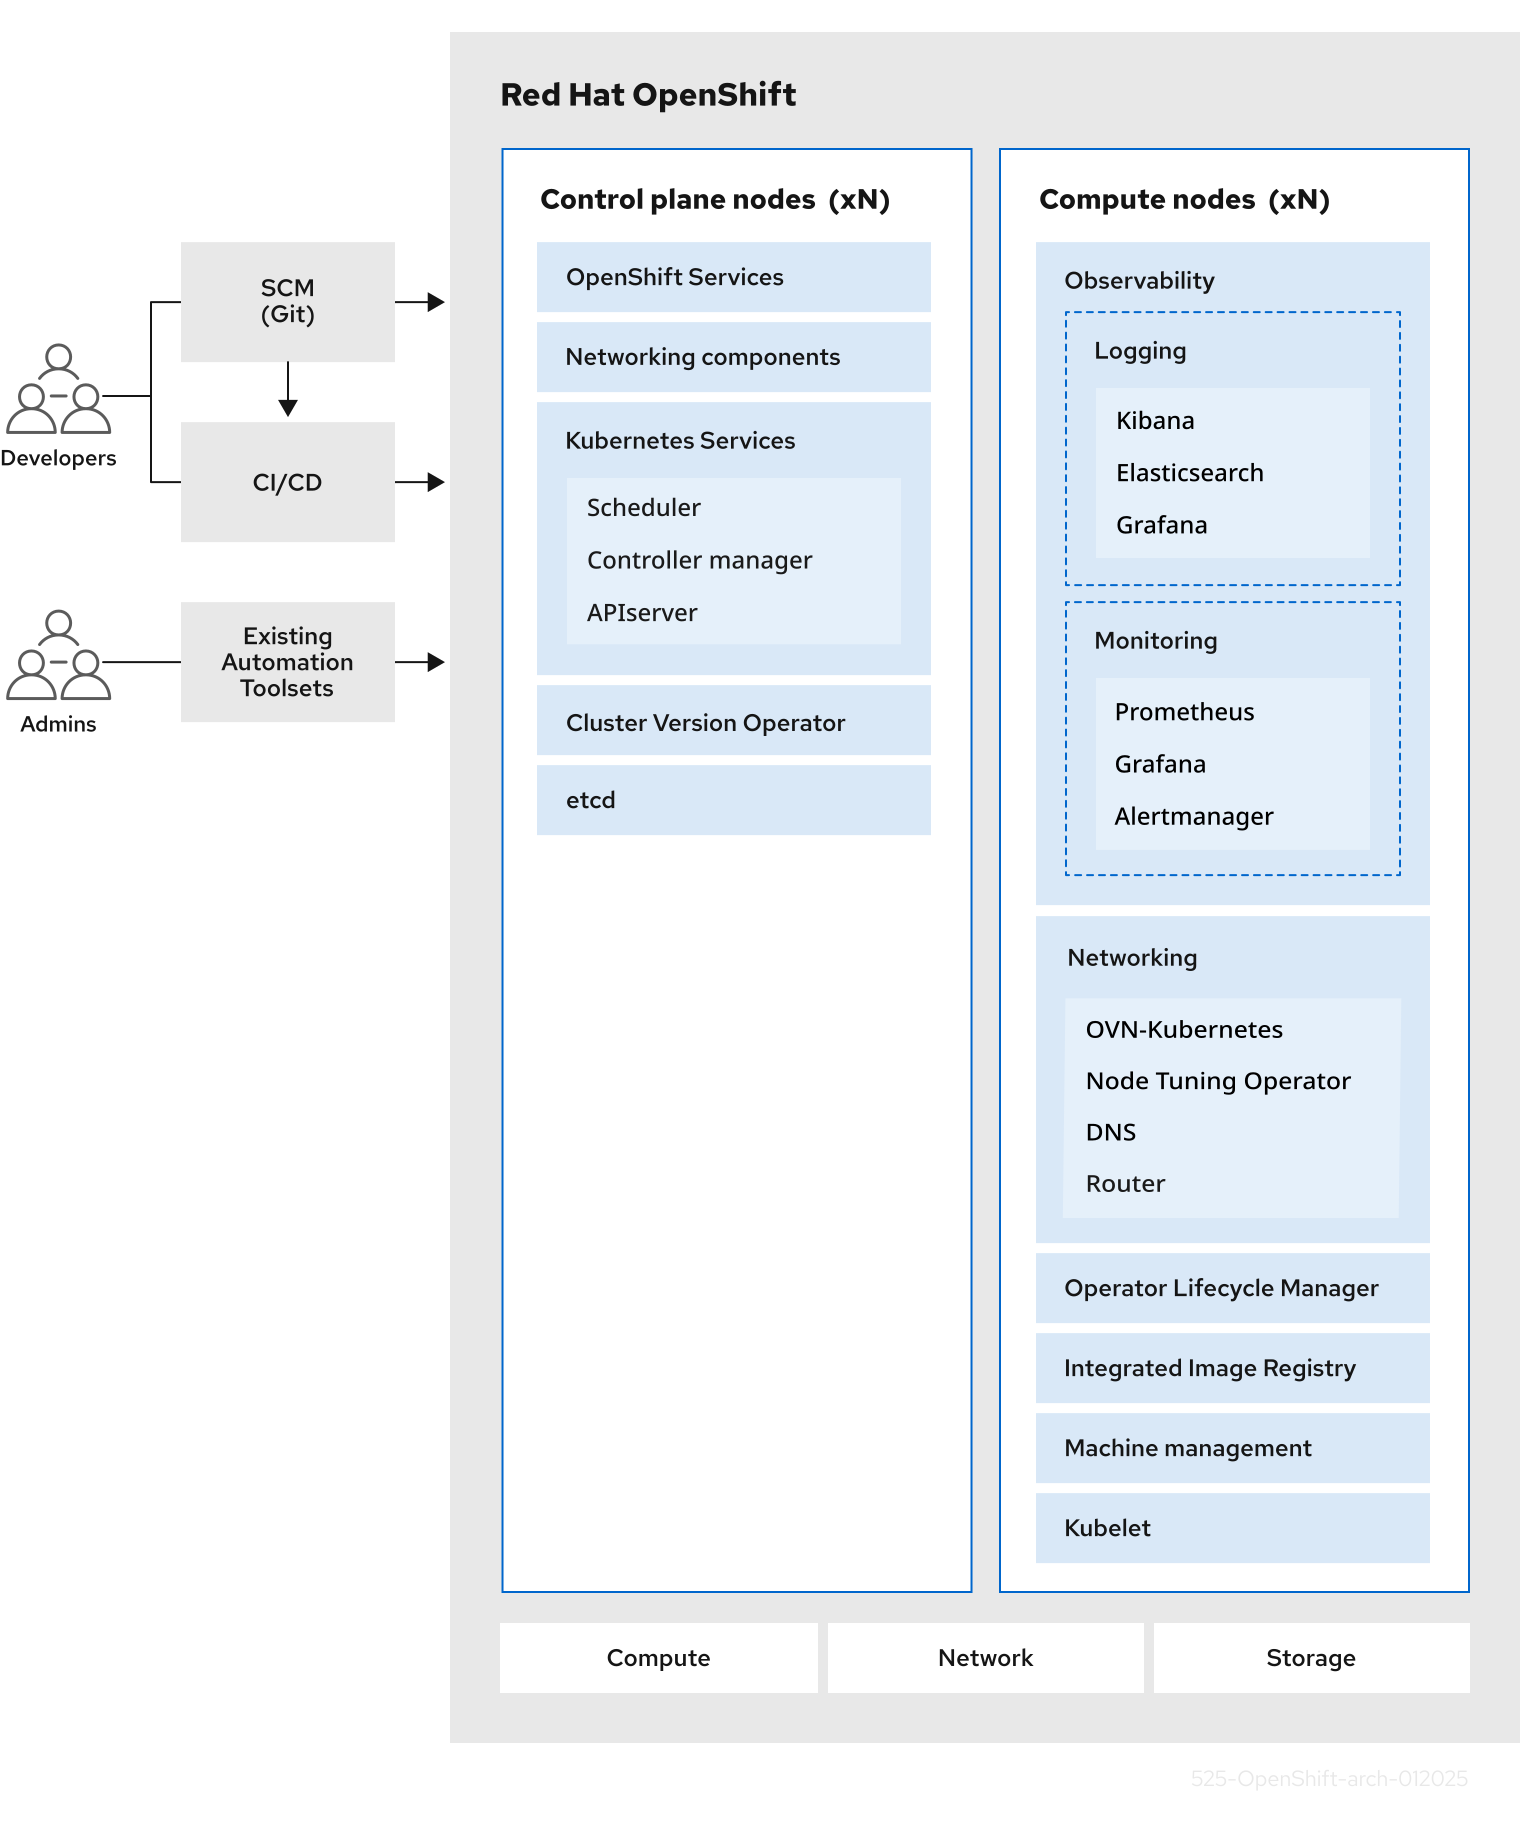 Red Hat OpenShift
SCM
(Git)
CI/CD
Developers
Existing
Automation
Toolsets
Admins
Control plane nodes (xN)
OpenShift Services
Networking components
Kubernetes Services
Scheduler
Controller manager
APIserver
Cluster Version Operator
etcd
Compute nodes (xN)
Observability
Logging
Kibana
Elasticsearch
Grafana
Monitoring
Prometheus
Grafana
Alertmanager
Networking
OVN-Kubernetes
Node Tuning Operator
DNS
Router
Operator Lifecycle Manager
Integrated Image Registry
Machine management
Kubelet
Compute
Network
Storage
525-OpenShift-arch-012025